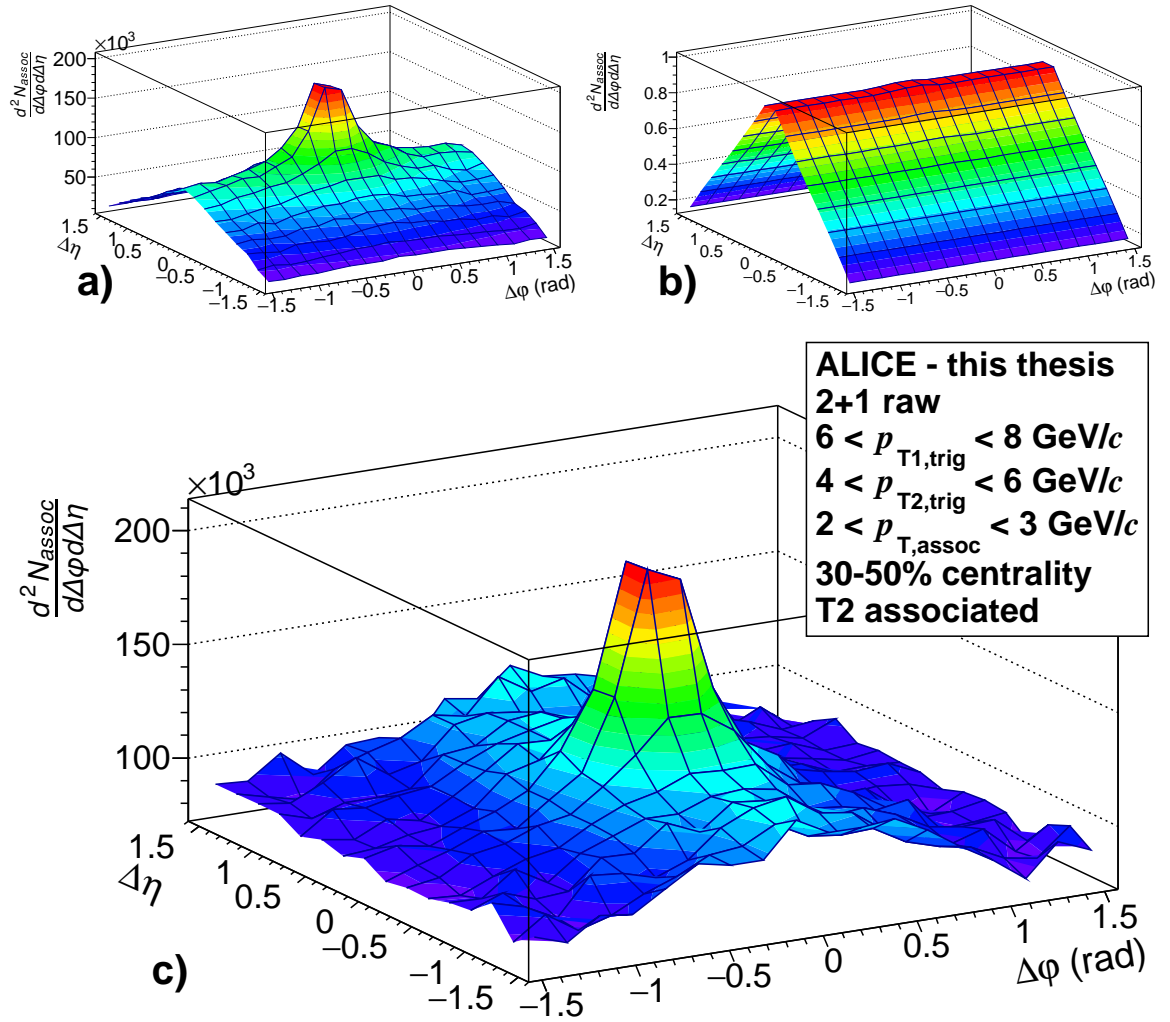 ×10³
d² N_assoc
dΔφdΔη
200
150
100
50
1.5
1
0.5
0
−0.5
−1
−1.5
Δη
−1.5
−1
−0.5
0
0.5
1
1.5
Δφ (rad)
a)
d² N_assoc
dΔφdΔη
1
0.8
0.6
0.4
0.2
1.5
1
0.5
0
−0.5
−1
−1.5
Δη
−1.5
−1
−0.5
0
0.5
1
1.5
Δφ (rad)
b)
ALICE - this thesis
2+1 raw
6 < p_T1,trig < 8 GeV/c
4 < p_T2,trig < 6 GeV/c
2 < p_T,assoc < 3 GeV/c
30-50% centrality
T2 associated
×10³
d² N_assoc
dΔφdΔη
200
150
100
1.5
1
0.5
0
−0.5
−1
−1.5
Δη
−1.5
−1
−0.5
0
0.5
1
1.5
Δφ (rad)
c)